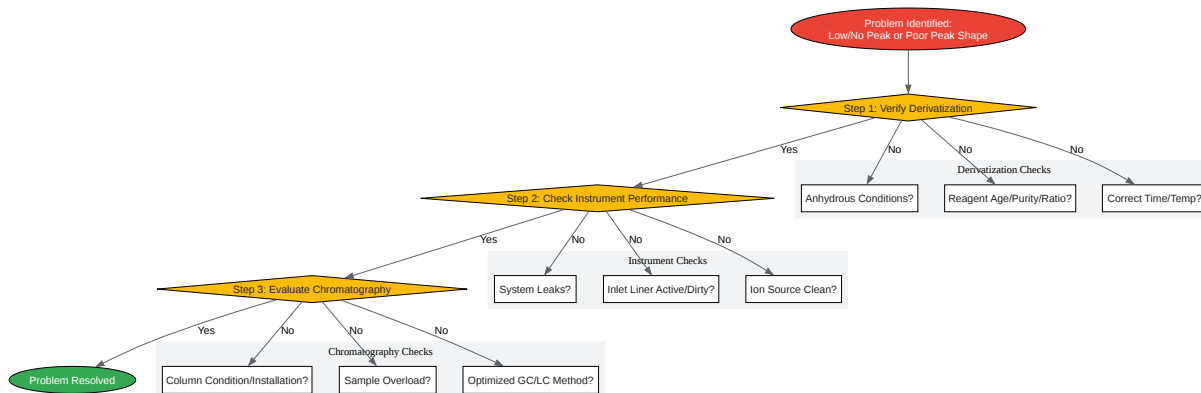 Problem Identified:
Low/No Peak or Poor Peak Shape
Step 1: Verify Derivatization
Yes
No
No
No
Derivatization Checks
Anhydrous Conditions?
Reagent Age/Purity/Ratio?
Correct Time/Temp?
Step 2: Check Instrument Performance
Yes
No
No
No
Instrument Checks
System Leaks?
Inlet Liner Active/Dirty?
Ion Source Clean?
Step 3: Evaluate Chromatography
Yes
No
No
No
Chromatography Checks
Problem Resolved
Column Condition/Installation?
Sample Overload?
Optimized GC/LC Method?